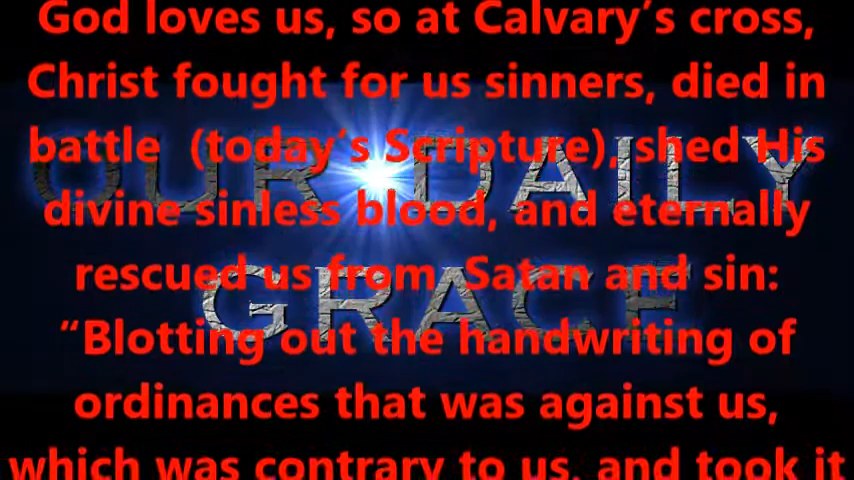 God loves us, so at Calvary’s cross,
Christ fought for us sinners, died in
battle (today’s Scripture), shed His
divine sinless blood, and eternally
rescued us from Satan and sin:
“Blotting out the handwriting of
ordinances that was against us,
which was contrary to us, and took it
OUR DAILY
GRACE